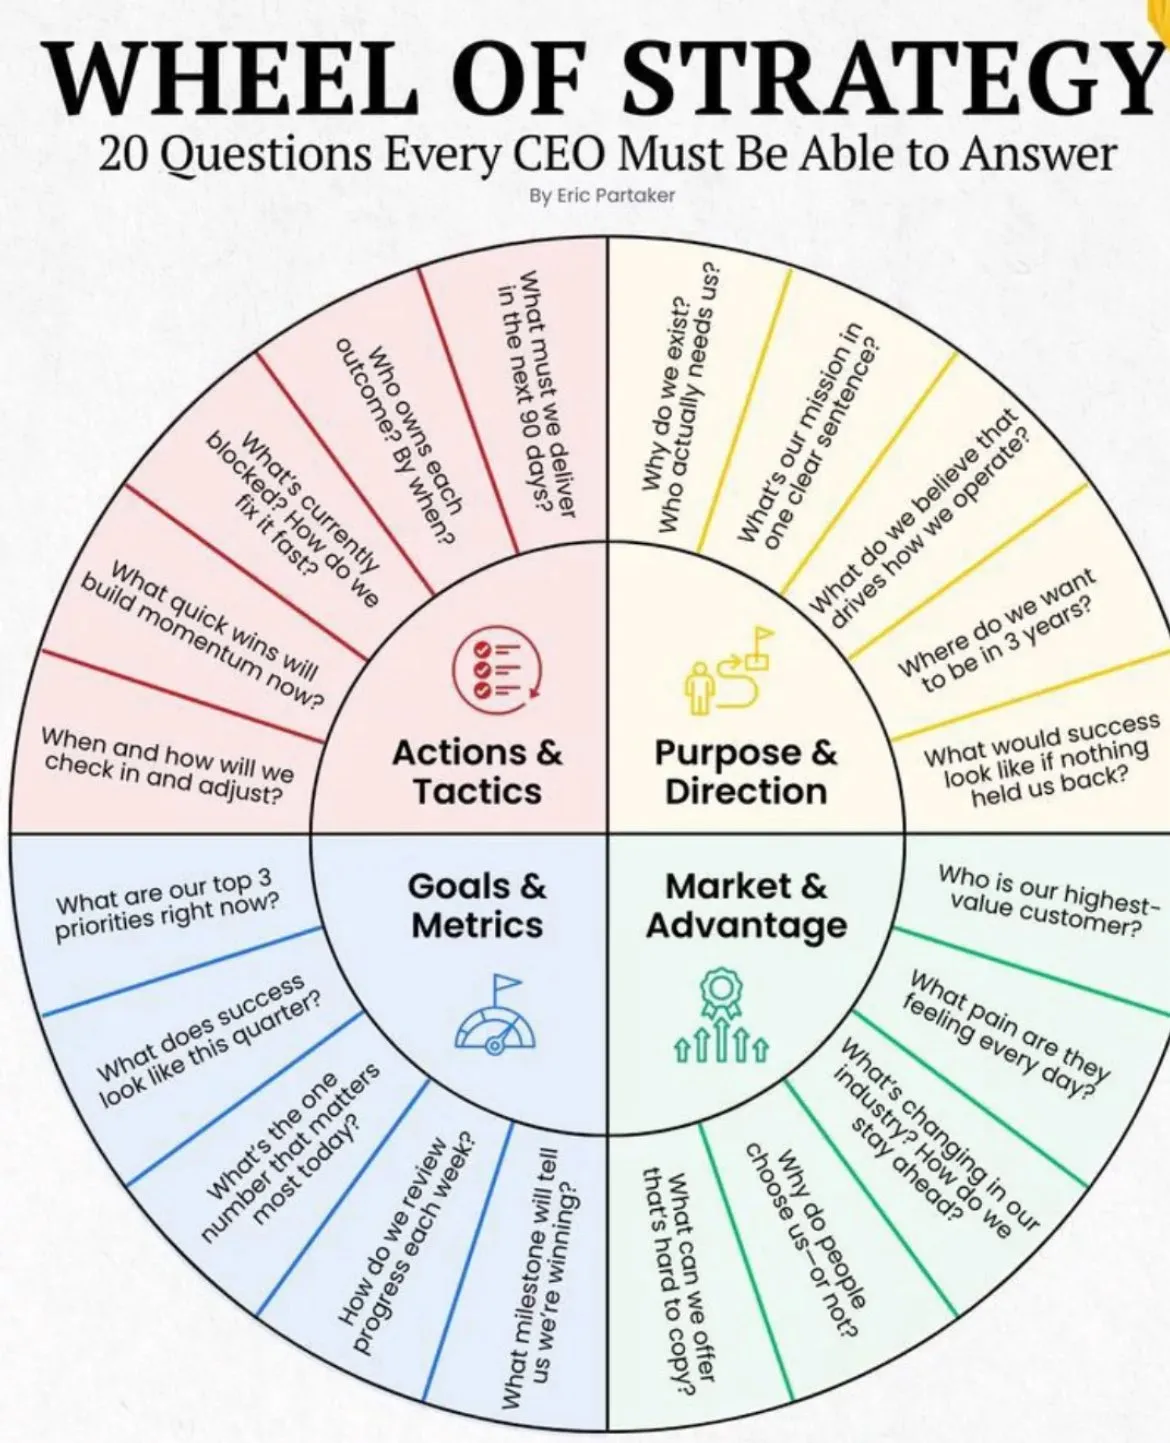 WHEEL OF STRATEGY
20 Questions Every CEO Must Be Able to Answer
By Eric Partaker
Why do we exist?
Who actually needs us?
What's our mission in
one clear sentence?
What do we believe that
drives how we operate?
Where do we want
to be in 3 years?
What would success
look like if nothing
held us back?
Purpose &
Direction
Who is our highest-
value customer?
What pain are they
feeling every day?
What's changing in our
industry? How do we
stay ahead?
Why do people
choose us—or not?
What can we offer
that's hard to copy?
Market &
Advantage
What are our top 3
priorities right now?
What does success
look like this quarter?
What's the one
number that matters
most today?
How do we review
progress each week?
What milestone will tell
us we're winning?
Goals &
Metrics
What must we deliver
in the next 90 days?
Who owns each
outcome? By when?
What's currently
blocked? How do we
fix it fast?
What quick wins will
build momentum now?
When and how will we
check in and adjust?
Actions &
Tactics